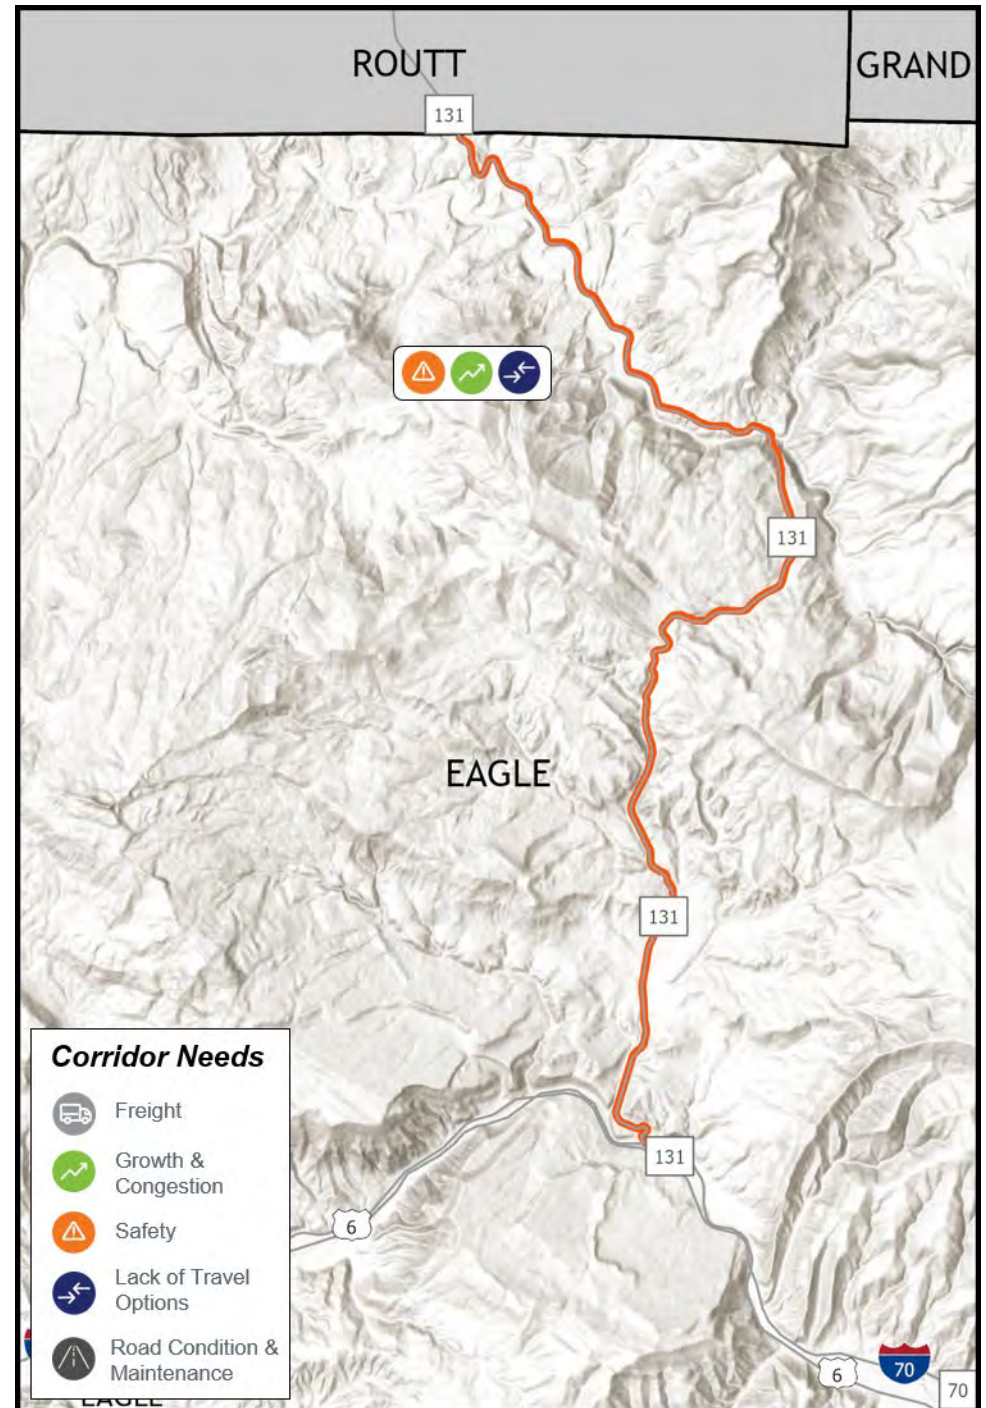 ROUTT
GRAND
131
131
EAGLE
131
131
6
6
70
70
Corridor Needs
Freight
Growth &
Congestion
Safety
Lack of Travel
Options
Road Condition &
Maintenance
EAGLE